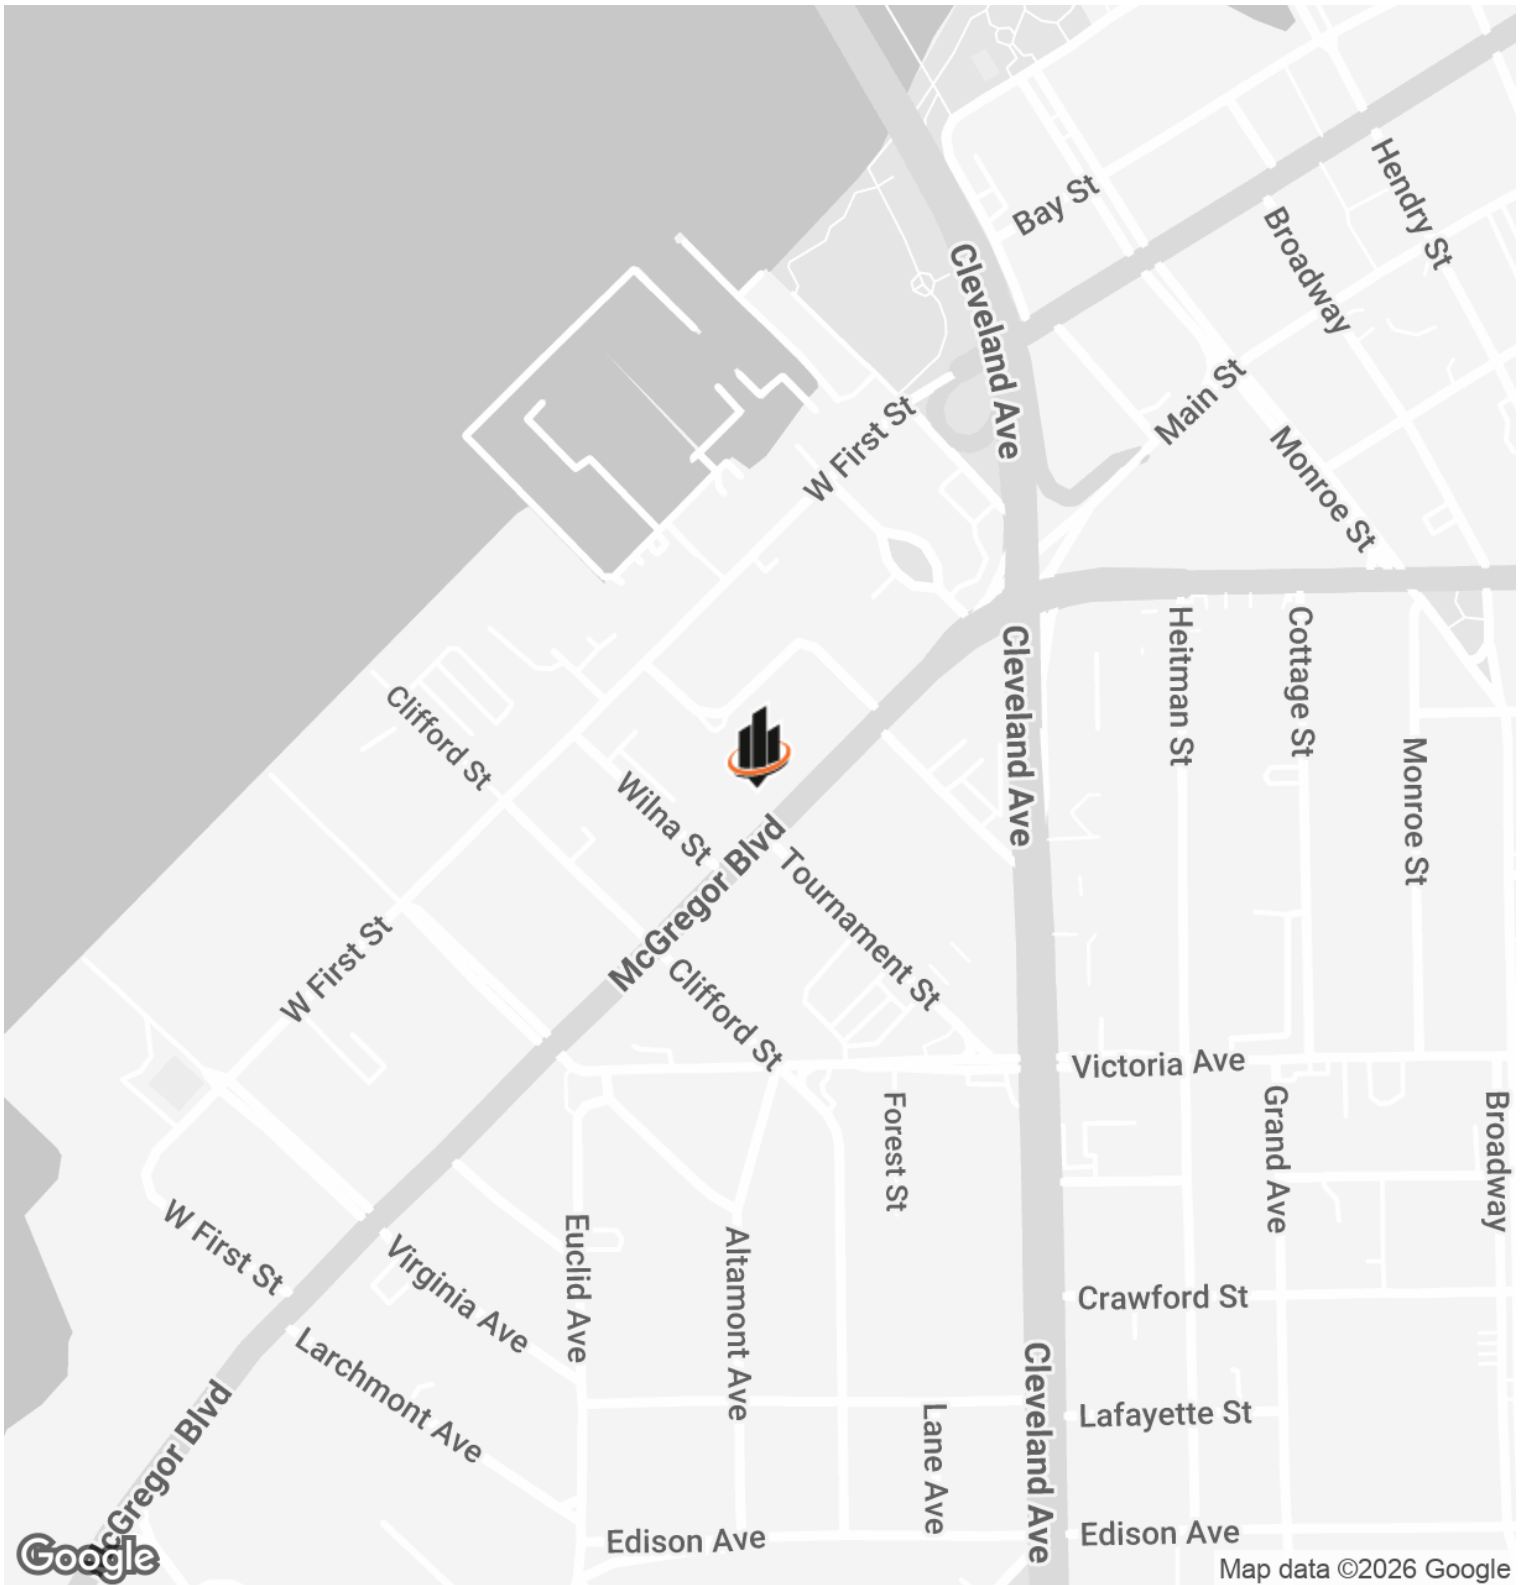 Hendry St
Bay St
Broadway
Cleveland Ave
Main St
W First St
Monroe St
Heitman St
Cottage St
Cleveland Ave
Clifford St
Monroe St
Wilna St
McGregor Blvd
Tournament St
W First St
Clifford St
Victoria Ave
Forest St
Grand Ave
Broadway
W First St
Euclid Ave
Altamont Ave
Virginia Ave
Crawford St
Larchmont Ave
Cleveland Ave
Lafayette St
Lane Ave
McGregor Blvd
Edison Ave
Edison Ave
Google
Map data ©2026 Google